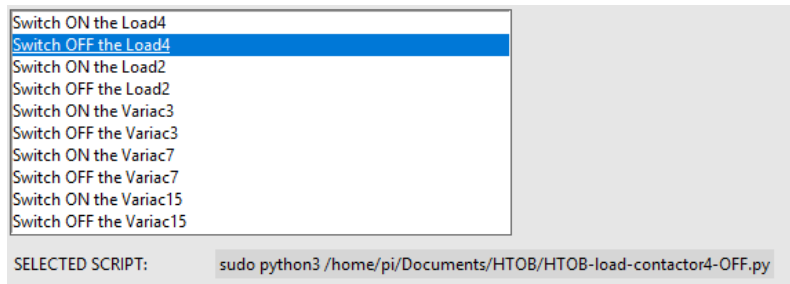 Switch ON the Load4
Switch OFF the Load4
Switch ON the Load2
Switch OFF the Load2
Switch ON the Variac3
Switch OFF the Variac3
Switch ON the Variac7
Switch OFF the Variac7
Switch ON the Variac15
Switch OFF the Variac15
SELECTED SCRIPT: sudo python3 /home/pi/Documents/HTOB/HTOB-load-contactor4-OFF.py